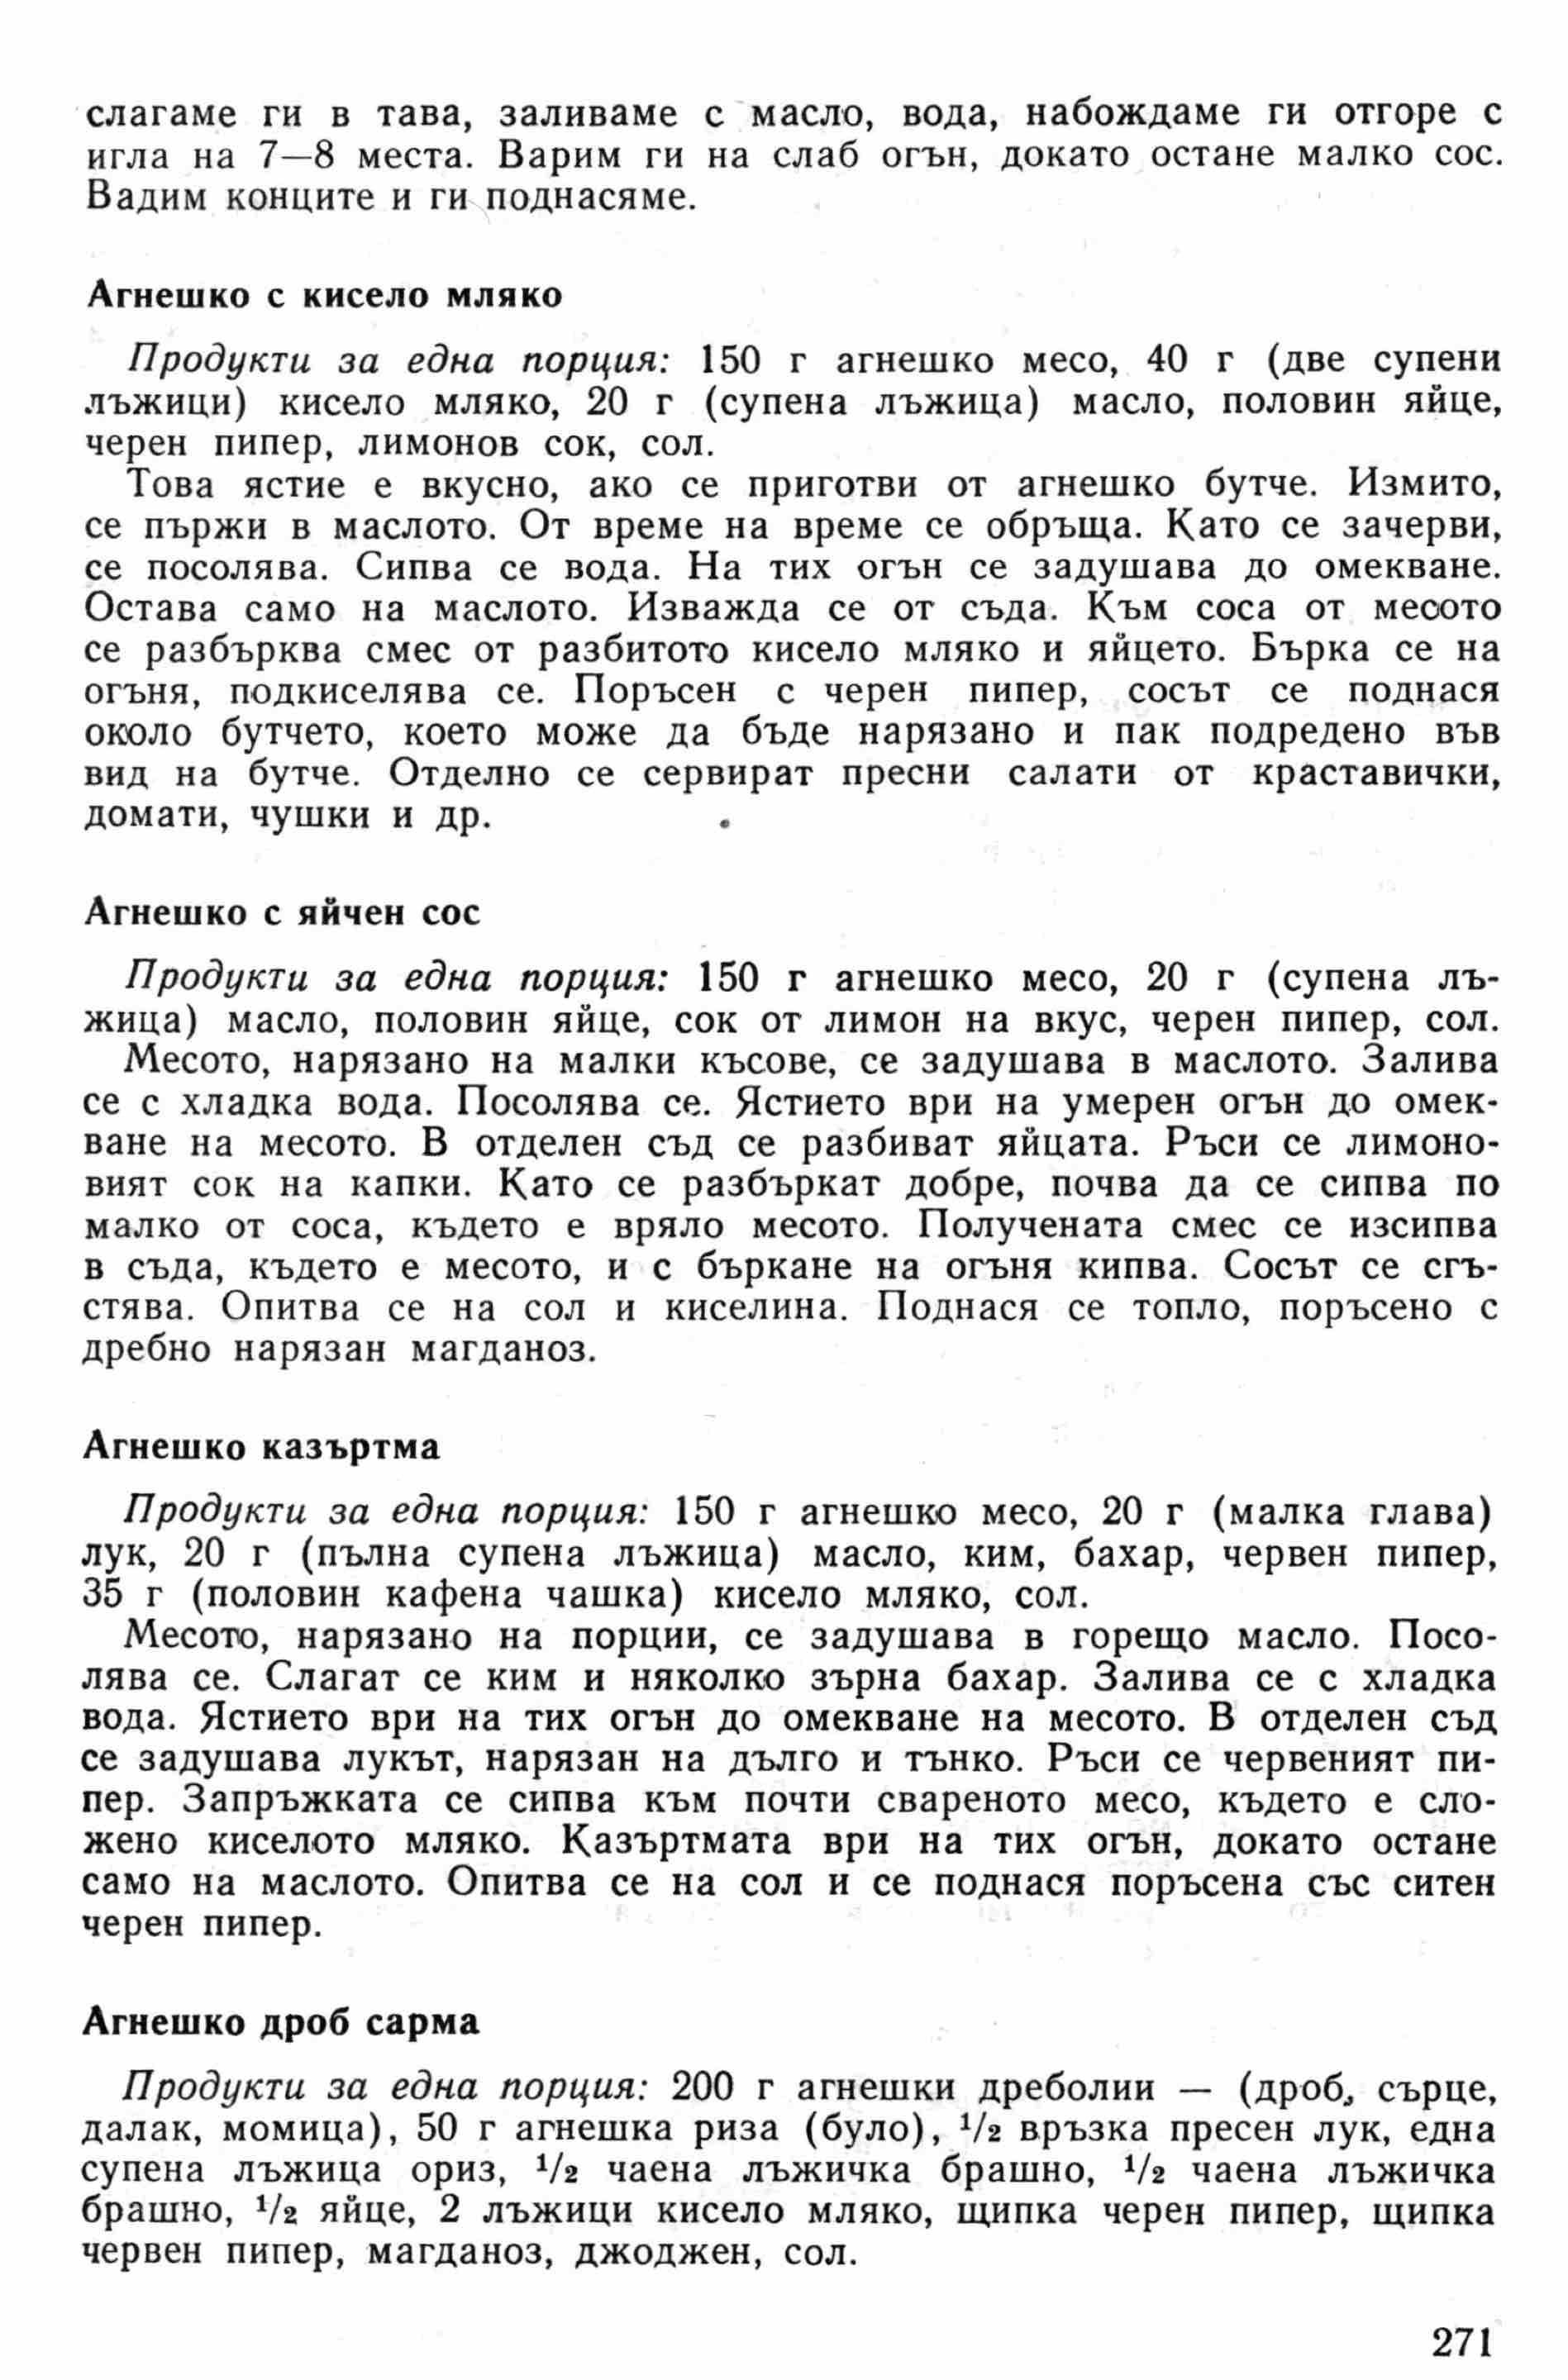 слагаме ги в тава, заливаме с масло, вода, набождаме ги отгоре с
игла на 7—8 места. Варим ги на слаб огън, докато остане малко сос.
Вадим конците и ги поднасяме.
Агнешко с кисело мляко
Продукти за една порция: 150 г агнешко месо, 40 г (две супени
лъжици) кисело мляко, 20 г (супена лъжица) масло, половин яйце,
черен пипер, лимонов сок, сол.
Това ястие е вкусно, ако се приготви от агнешко бутче. Измито,
се пържи в маслото. От време на време се обръща. Като се зачерви,
се посолява. Сипва се вода. На тих огън се задушава до омекване.
Остава само на маслото. Изважда се от съда. Към соса от месото
се разбърква смес от разбитото кисело мляко и яйцето. Бърка се на
огъня, подкиселява се. Поръсен с черен пипер, сосът се поднася
около бутчето, което може да бъде нарязано и пак подредено във
вид на бутче. Отделно се сервират пресни салати от краставички,
домати, чушки и др.
Агнешко с яйчен сос
Продукти за една порция: 150 г агнешко месо, 20 г (супена лъ-
жица) масло, половин яйце, сок от лимон на вкус, черен пипер, сол.
Месото, нарязано на малки късове, се задушава в маслото. Залива
се с хладка вода. Посолява се. Ястието ври на умерен огън до омек-
ване на месото. В отделен съд се разбиват яйцата. Ръси се лимоно-
вият сок на капки. Като се разбъркат добре, почва да се сипва по
малко от соса, където е вряло месото. Получената смес се изсипва
в съда, където е месото, и с бъркане на огъня кипва. Сосът се сгъ-
стява. Опитва се на сол и киселина. Поднася се топло, поръсено с
дребно нарязан магданоз.
Агнешко казъртма
Продукти за една порция: 150 г агнешко месо, 20 г (малка глава)
лук, 20 г (пълна супена лъжица) масло, ким, бахар, червен пипер,
35 г (половин кафена чашка) кисело мляко, сол.
Месото, нарязано на порции, се задушава в горещо масло. Посо-
лява се. Слагат се ким и няколко зърна бахар. Залива се с хладка
вода. Ястието ври на тих огън до омекване на месото. В отделен съд
се задушава лукът, нарязан на дълго и тънко. Ръси се червеният пи-
пер. Запръжката се сипва към почти свареното месо, където е сло-
жено киселото мляко. Казъртмата ври на тих огън, докато остане
само на маслото. Опитва се на сол и се поднася поръсена със ситен
черен пипер.
Агнешко дроб сарма
Продукти за една порция: 200 г агнешки дреболии — (дроб, сърце,
далак, момица), 50 г агнешка риза (було), 1/2 връзка пресен лук, една
супена лъжица ориз, 1/2 чаена лъжичка брашно, 1/2 чаена лъжичка
брашно, 1/2 яйце, 2 лъжици кисело мляко, щипка черен пипер, щипка
червен пипер, магданоз, джоджен, сол.
271